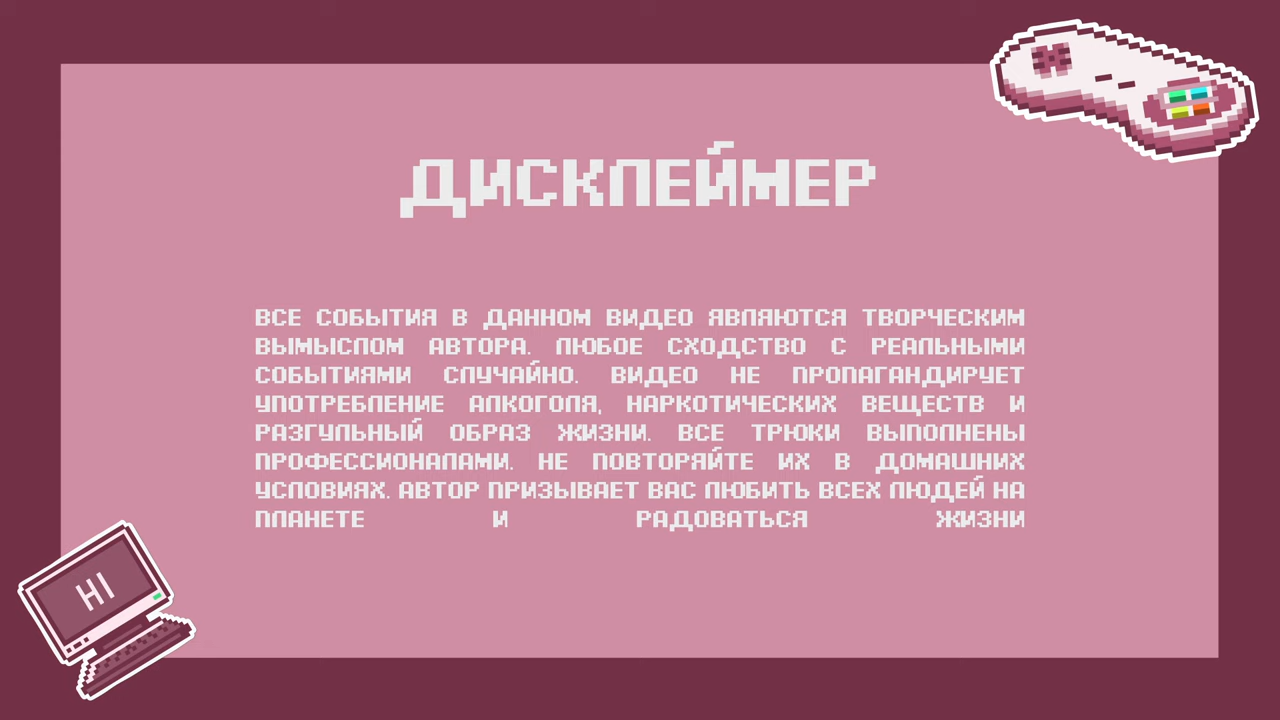 ДИСКЛЕЙМЕР
ВСЕ СОБЫТИЯ В ДАННОМ ВИДЕО ЯВЛЯЮТСЯ ТВОРЧЕСКИМ
ВЫМЫСЛОМ АВТОРА. ЛЮБОЕ СХОДСТВО С РЕАЛЬНЫМИ
СОБЫТИЯМИ СЛУЧАЙНО. ВИДЕО НЕ ПРОПАГАНДИРУЕТ
УПОТРЕБЛЕНИЕ АЛКОГОЛЯ, НАРКОТИЧЕСКИХ ВЕЩЕСТВ И
РАЗГУЛЬНЫЙ ОБРАЗ ЖИЗНИ. ВСЕ ТРЮКИ ВЫПОЛНЕНЫ
ПРОФЕССИОНАЛАМИ. НЕ ПОВТОРЯЙТЕ ИХ В ДОМАШНИХ
УСЛОВИЯХ. АВТОР ПРИЗЫВАЕТ ВАС ЛЮБИТЬ ВСЕХ ЛЮДЕЙ НА
ПЛАНЕТЕ И РАДОВАТЬСЯ ЖИЗНИ
HI